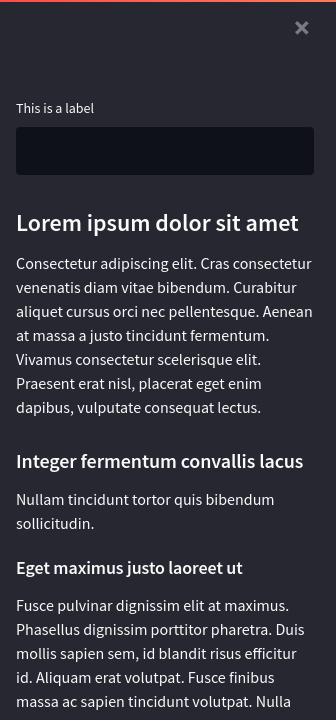 This is a label
Lorem ipsum dolor sit amet
Consectetur adipiscing elit. Cras consectetur
venenatis diam vitae bibendum. Curabitur
aliquet cursus orci nec pellentesque. Aenean
at massa a justo tincidunt fermentum.
Vivamus consectetur scelerisque elit.
Praesent erat nisl, placerat eget enim
dapibus, vulputate consequat lectus.
Integer fermentum convallis lacus
Nullam tincidunt tortor quis bibendum
sollicitudin.
Eget maximus justo laoreet ut
Fusce pulvinar dignissim elit at maximus.
Phasellus dignissim porttitor pharetra. Duis
mollis sapien sem, id blandit risus efficitur
id. Aliquam erat volutpat. Fusce finibus
massa ac sapien tincidunt volutpat. Nulla